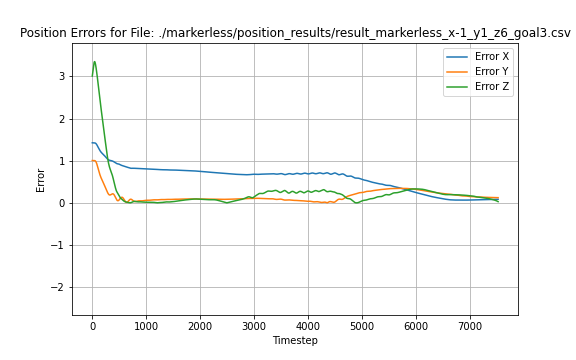 Position Errors for File: ./markerless/position_results/result_markerless_x-1_y1_z6_goal3.csv
Error X
Error Y
Error Z
3
2
1
0
−1
−2
Error
0
1000
2000
3000
4000
5000
6000
7000
Timestep